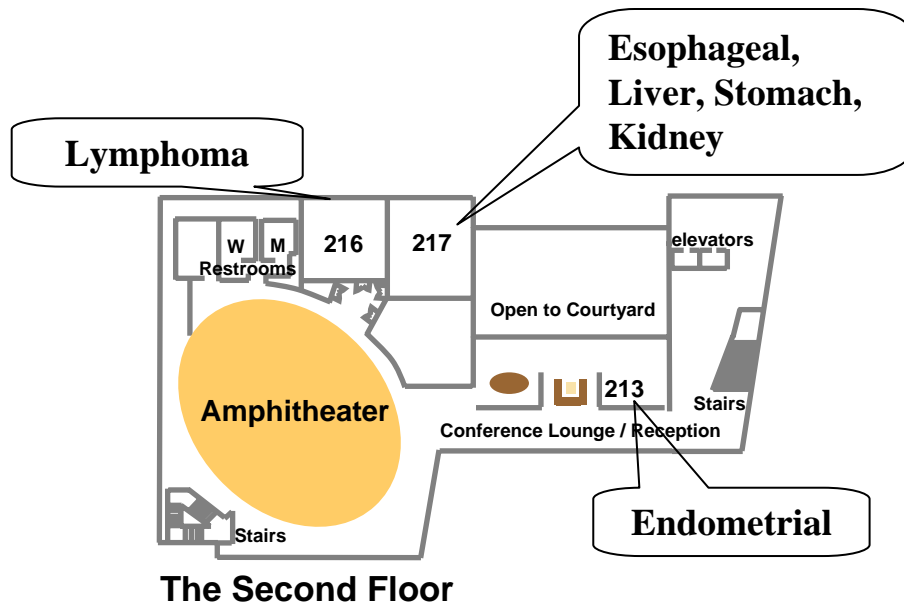 Esophageal,
Liver, Stomach,
Kidney
Lymphoma
W
M
Restrooms
216
217
elevators
Open to Courtyard
Amphitheater
213
Stairs
Conference Lounge / Reception
Endometrial
Stairs
The Second Floor